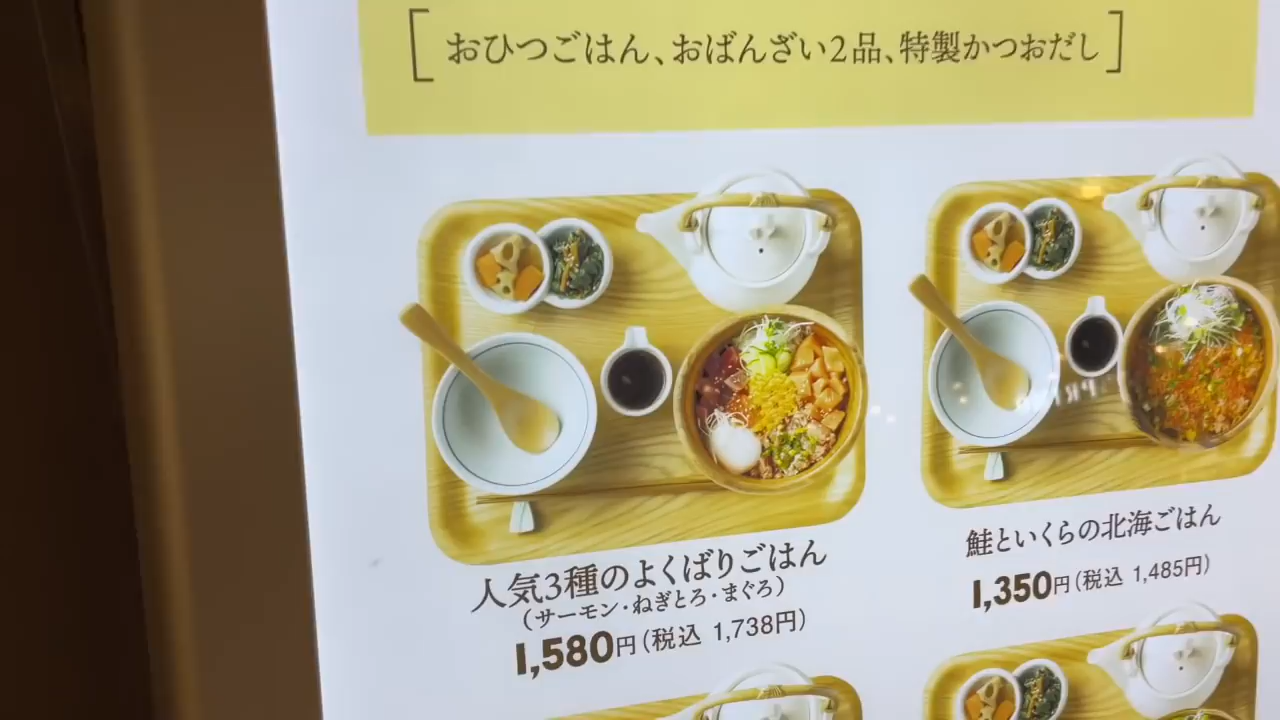 [おひつごはん、おばんざい2品、特製かつおだし]
人気3種のよくばりごはん
（サーモン・ねぎとろ・まぐろ）
1,580円（税込 1,738円）
鮭といくらの北海ごはん
1,350円（税込 1,485円）